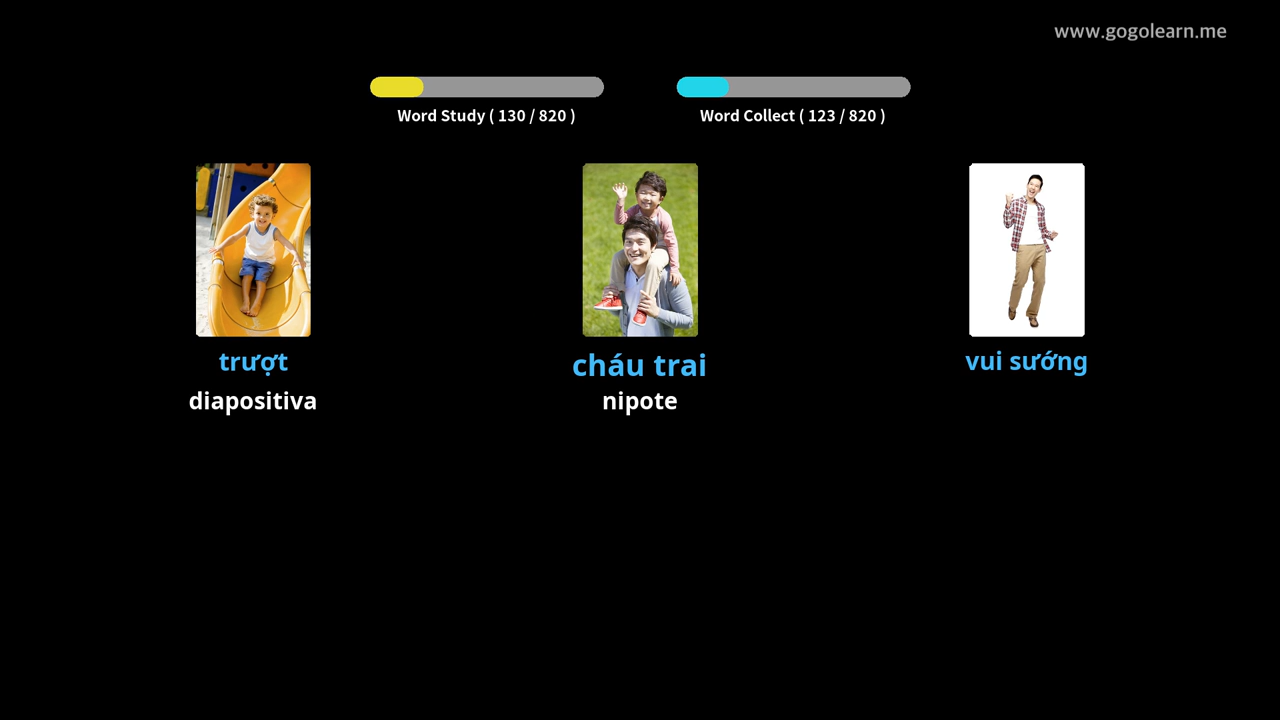 www.gogolearn.me
Word Study ( 130 / 820 )
Word Collect ( 123 / 820 )
trượt
cháu trai
vui sướng
diapositiva
nipote